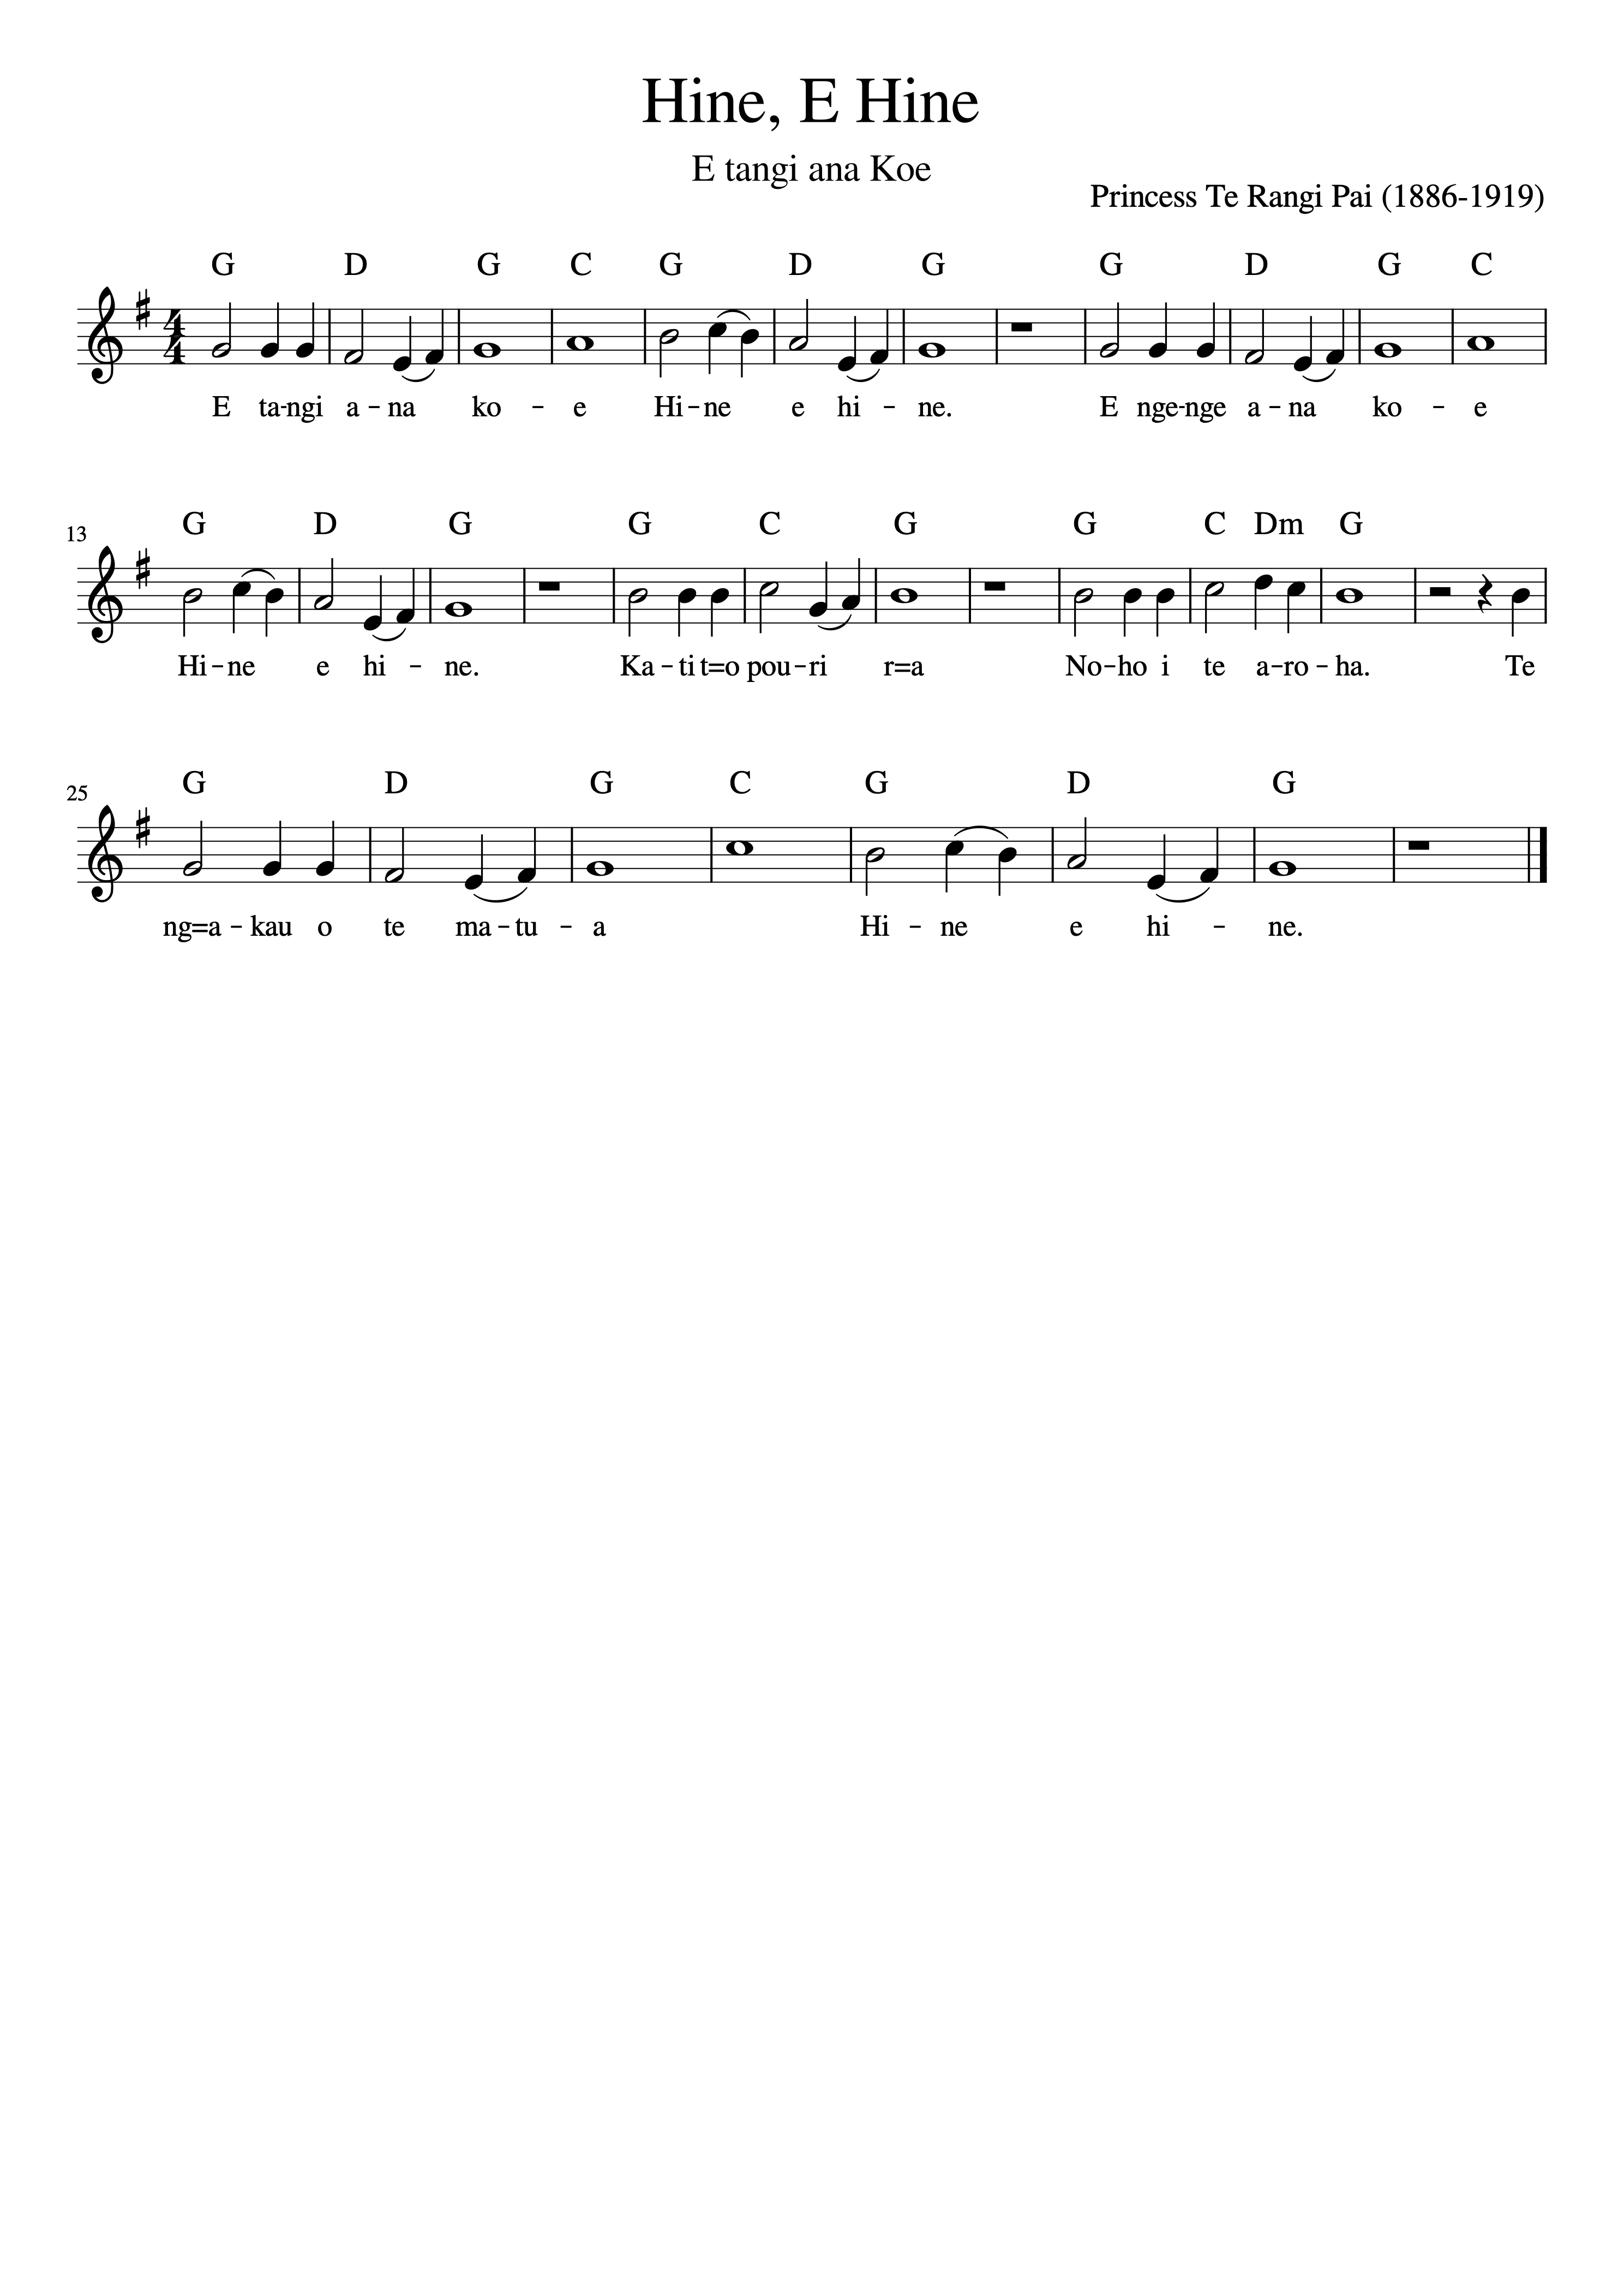 Hine, E Hine
E tangi ana Koe
Princess Te Rangi Pai (1886-1919)
G D G C G D G G D G C
4
4
E ta-ngi a-na ko-e Hi-ne e hi-ne. E nge-nge a-na ko-e
13
G D G G C G G C Dm G
Hi-ne e hi-ne. Ka-ti t=o pou-ri r=a No-ho i te a-ro-ha. Te
25
G D G C G D G
ng=a-kau o te ma-tu-a Hi-ne e hi-ne.